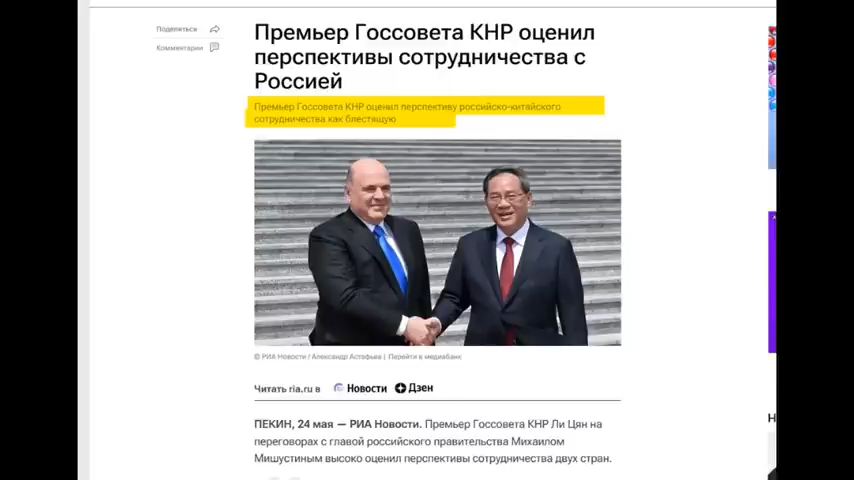 Поделиться
Комментарии
Премьер Госсовета КНР оценил
перспективы сотрудничества с
Россией
Премьер Госсовета КНР оценил перспективу российско-китайского
сотрудничества как блестящую
© РИА Новости / Александр Астафьев | Перейти в медиабанк
Читать ria.ru в Новости Дзен
ПЕКИН, 24 мая — РИА Новости. Премьер Госсовета КНР Ли Цян на
переговорах с главой российского правительства Михаилом
Мишустиным высоко оценил перспективы сотрудничества двух стран.
Н